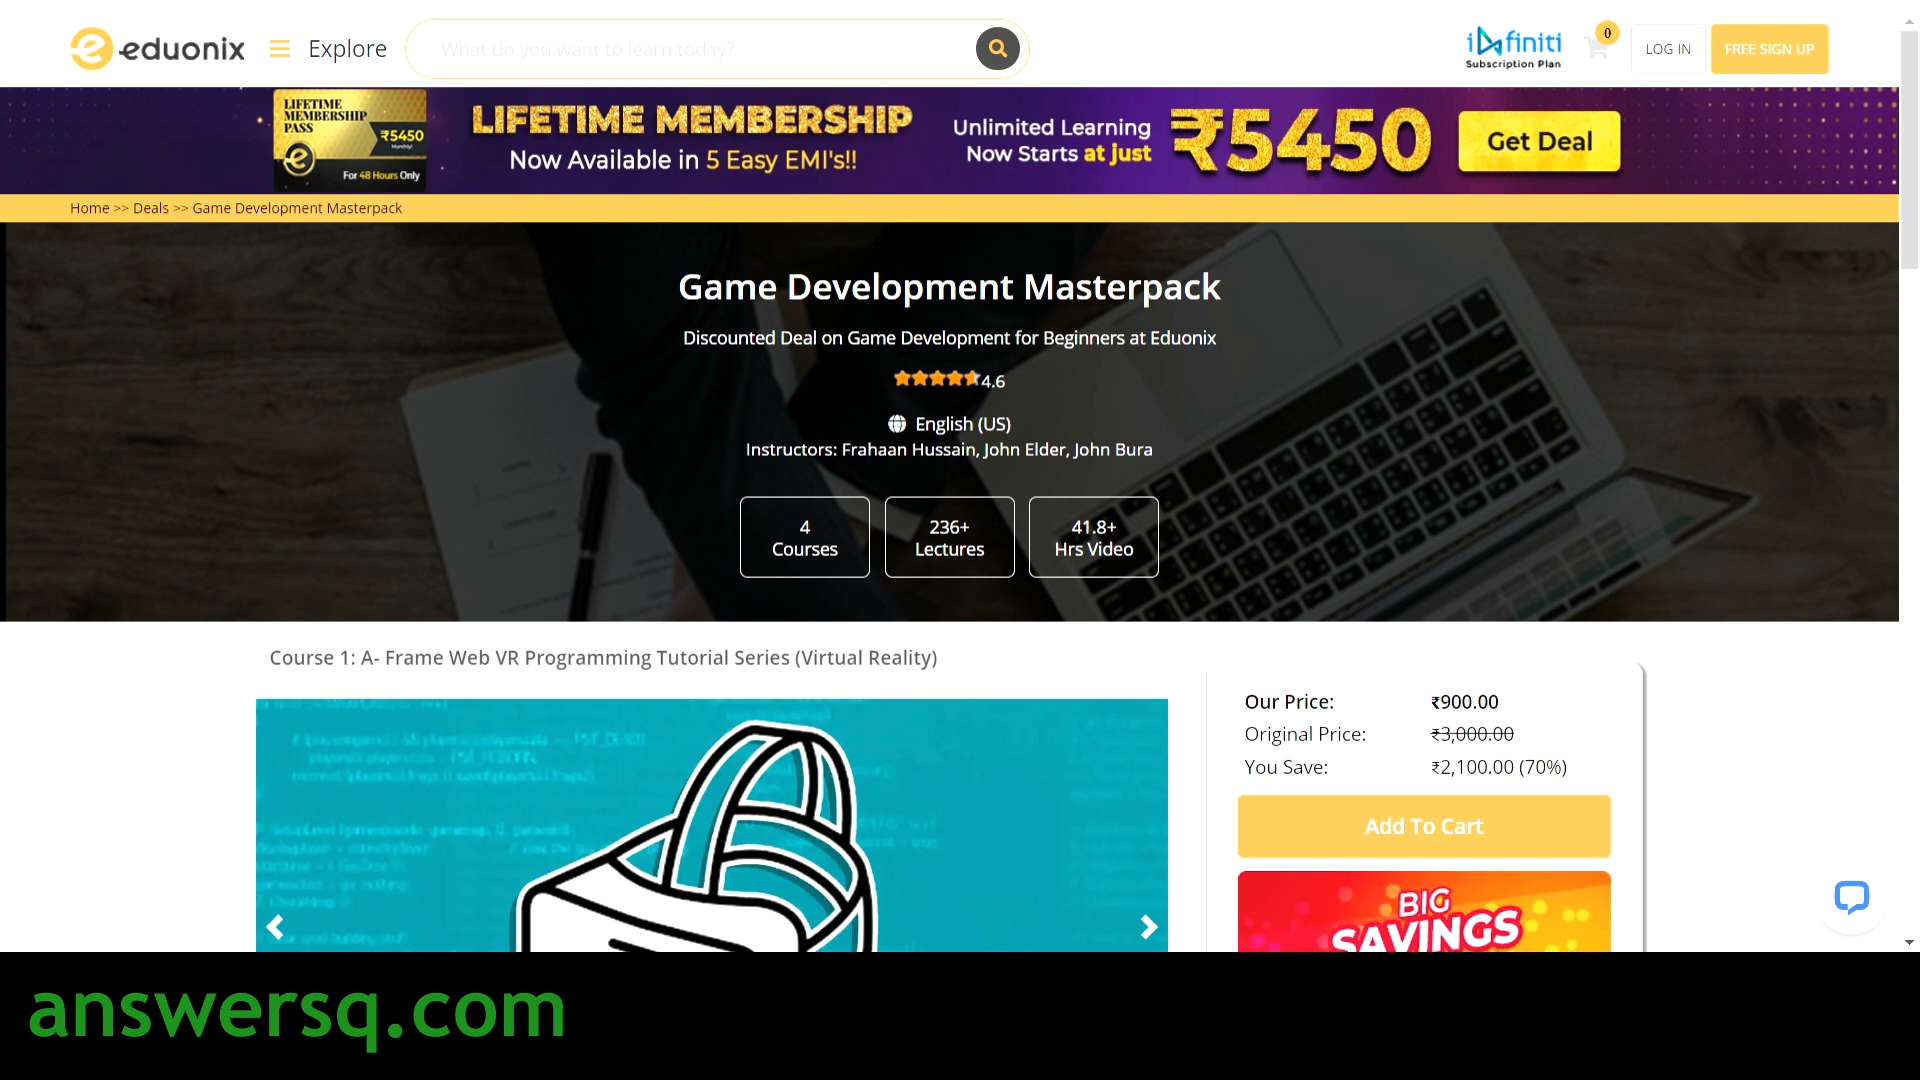 eduonix
Explore
What do you want to learn today?
infiniti
Subscription Plan
0
LOG IN
FREE SIGN UP
LIFETIME
MEMBERSHIP
PASS
₹5450
Monthly!
For 48 Hours Only
LIFETIME MEMBERSHIP
Now Available in 5 Easy EMI's!!
Unlimited Learning
Now Starts at just
₹5450
Get Deal
Home >> Deals >> Game Development Masterpack
Game Development Masterpack
Discounted Deal on Game Development for Beginners at Eduonix
4.6
English (US)
Instructors: Frahaan Hussain, John Elder, John Bura
4
Courses
236+
Lectures
41.8+
Hrs Video
Course 1: A- Frame Web VR Programming Tutorial Series (Virtual Reality)
Our Price: ₹900.00
Original Price: ₹3,000.00
You Save: ₹2,100.00 (70%)
Add To Cart
BIG
SAVINGS
answersq.com